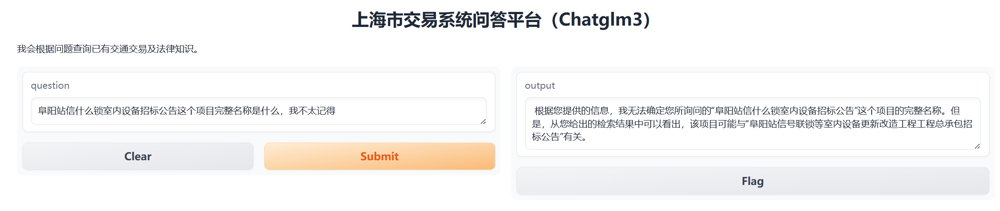 上海市交易系统问答平台（Chatglm3）
我会根据问题查询已有交通交易及法律知识。
question
阜阳站信什么锁室内设备招标公告这个项目完整名称是什么，我不太记得
Clear
Submit
output
根据您提供的信息，我无法确定您所询问的“阜阳站信什么锁室内设备招标公告”这个项目的完整名称。但
是，从您给出的检索结果中可以看出，该项目可能与“阜阳站信号联锁等室内设备更新改造工程工程总承包招
标公告”有关。
Flag